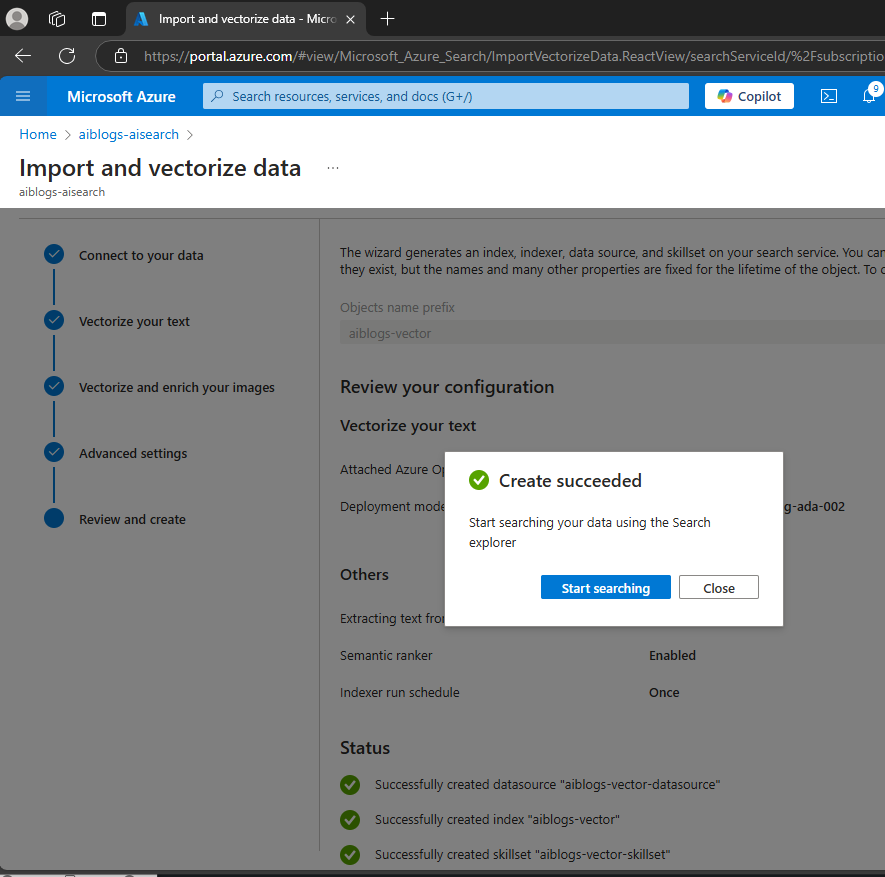 Import and vectorize data - Micro
https://portal.azure.com/#view/Microsoft_Azure_Search/ImportVectorizeData.ReactView/searchServiceId/%2Fsubscriptio
Microsoft Azure
Search resources, services, and docs (G+/)
Copilot
9
Home > aiblogs-aisearch >
Import and vectorize data ...
aiblogs-aisearch
Connect to your data
Vectorize your text
Vectorize and enrich your images
Advanced settings
Review and create
The wizard generates an index, indexer, data source, and skillset on your search service. You can
they exist, but the names and many other properties are fixed for the lifetime of the object. To
Objects name prefix
aiblogs-vector
Review your configuration
Vectorize your text
Attached Azure Op
Deployment mode
g-ada-002
Create succeeded
Start searching your data using the Search
explorer
Start searching
Close
Others
Extracting text fro
Semantic ranker Enabled
Indexer run schedule Once
Status
Successfully created datasource "aiblogs-vector-datasource"
Successfully created index "aiblogs-vector"
Successfully created skillset "aiblogs-vector-skillset"